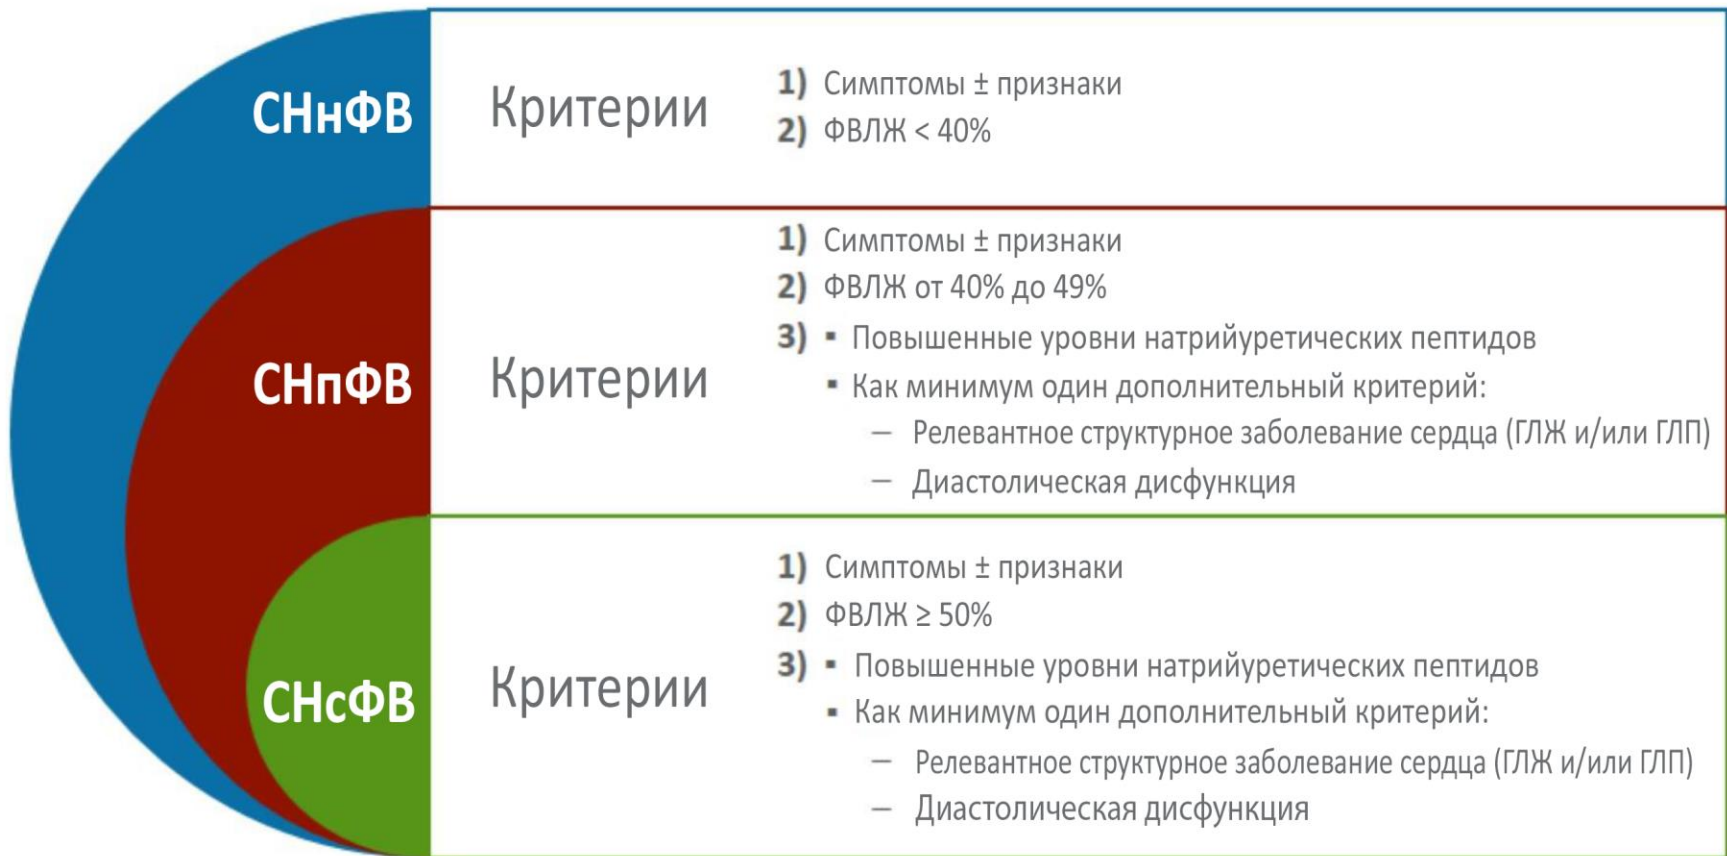 СНнФВ
Критерии
1) Симптомы ± признаки
2) ФВЛЖ < 40%
СНпФВ
Критерии
1) Симптомы ± признаки
2) ФВЛЖ от 40% до 49%
3) ▪ Повышенные уровни натрийуретических пептидов
▪ Как минимум один дополнительный критерий:
— Релевантное структурное заболевание сердца (ГЛЖ и/или ГЛП)
— Диастолическая дисфункция
СНсФВ
Критерии
1) Симптомы ± признаки
2) ФВЛЖ ≥ 50%
3) ▪ Повышенные уровни натрийуретических пептидов
▪ Как минимум один дополнительный критерий:
— Релевантное структурное заболевание сердца (ГЛЖ и/или ГЛП)
— Диастолическая дисфункция